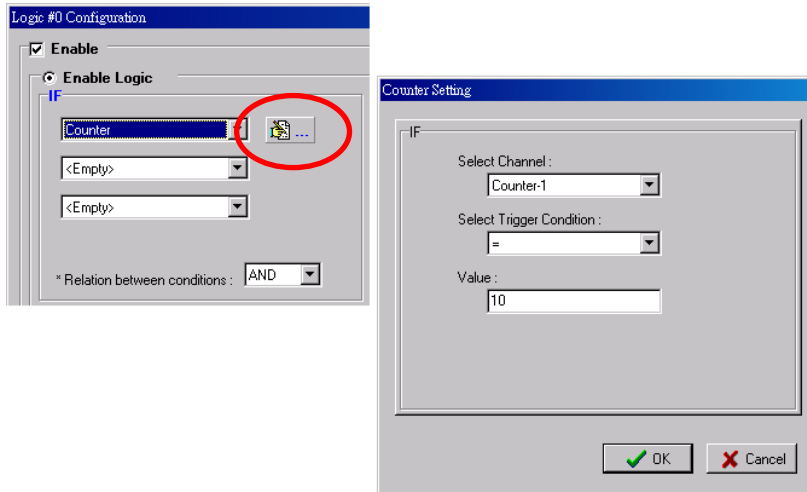 Logic #0 Configuration
Enable
Enable Logic
IF
Counter
...
<Empty>
<Empty>
* Relation between conditions : AND
Counter Setting
IF
Select Channel :
Counter-1
Select Trigger Condition :
=
Value :
10
OK Cancel